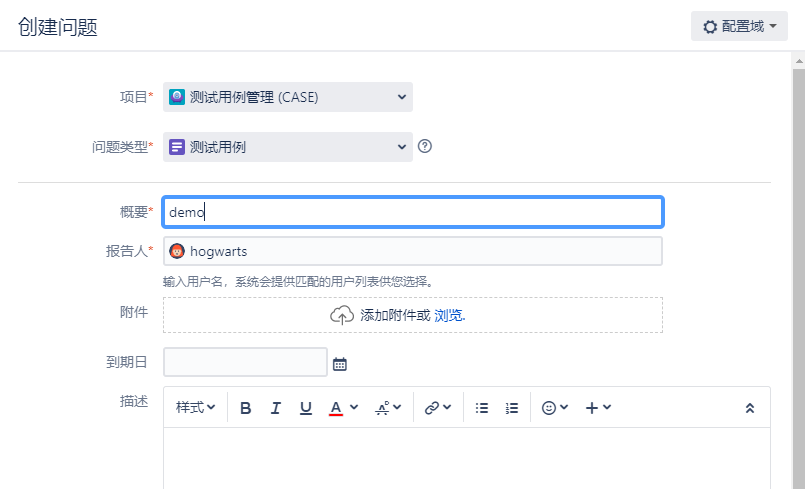 创建问题
配置域
项目* 测试用例管理 (CASE)
问题类型* 测试用例
概要* demo
报告人* hogwarts
输入用户名，系统会提供匹配的用户列表供您选择。
附件 添加附件或 浏览.
到期日
描述
样式 B I U A